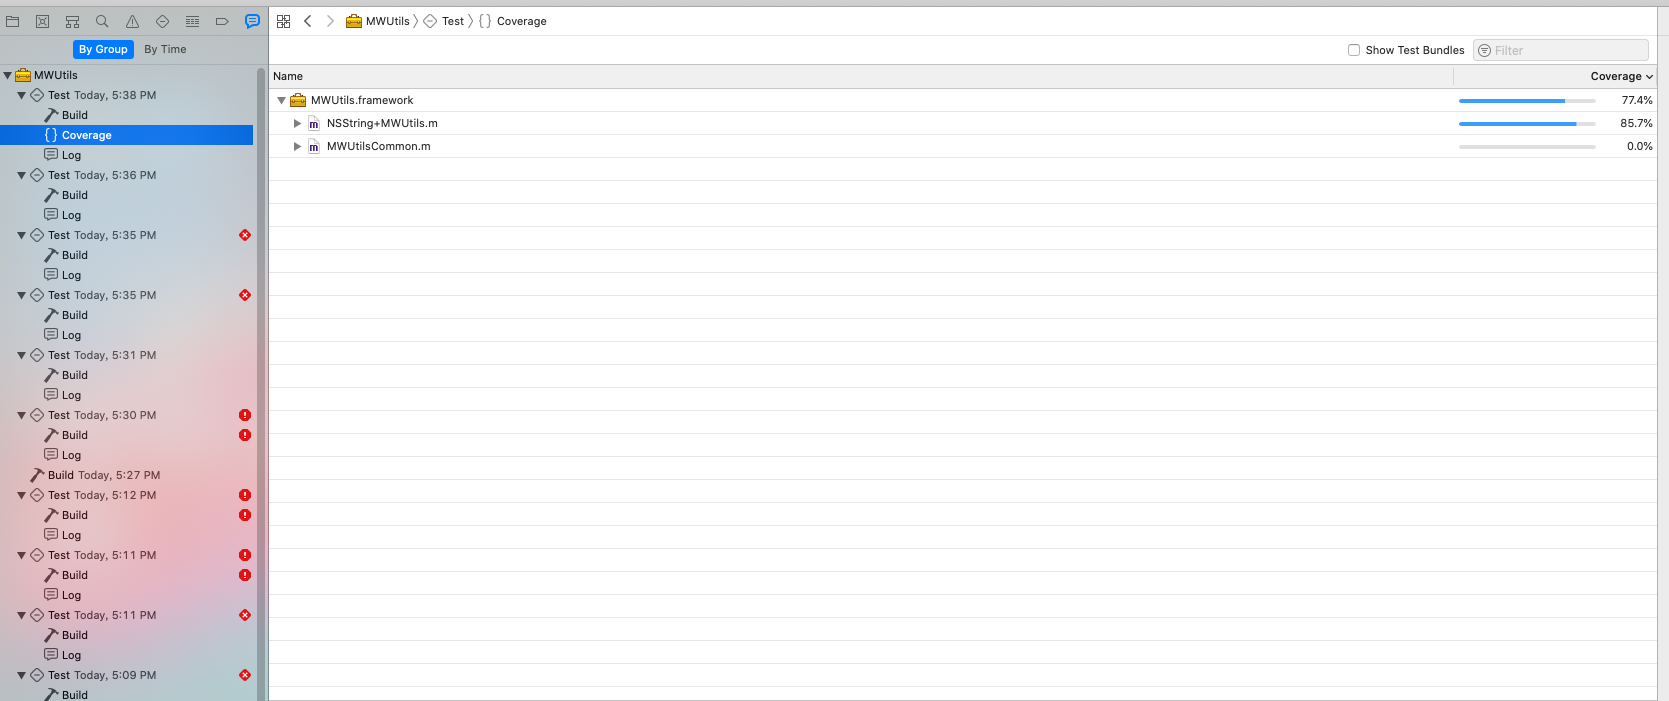 MWUtils
Test
{} Coverage
By Group
By Time
Show Test Bundles
Filter
MWUtils
Test Today, 5:38 PM
Build
{} Coverage
Log
Test Today, 5:36 PM
Build
Log
Test Today, 5:35 PM
Build
Log
Test Today, 5:35 PM
Build
Log
Test Today, 5:31 PM
Build
Log
Test Today, 5:30 PM
Build
Log
Build Today, 5:27 PM
Test Today, 5:12 PM
Build
Log
Test Today, 5:11 PM
Build
Log
Test Today, 5:11 PM
Build
Log
Test Today, 5:09 PM
Build
Name
Coverage
MWUtils.framework
77.4%
m NSString+MWUtils.m
85.7%
m MWUtilsCommon.m
0.0%